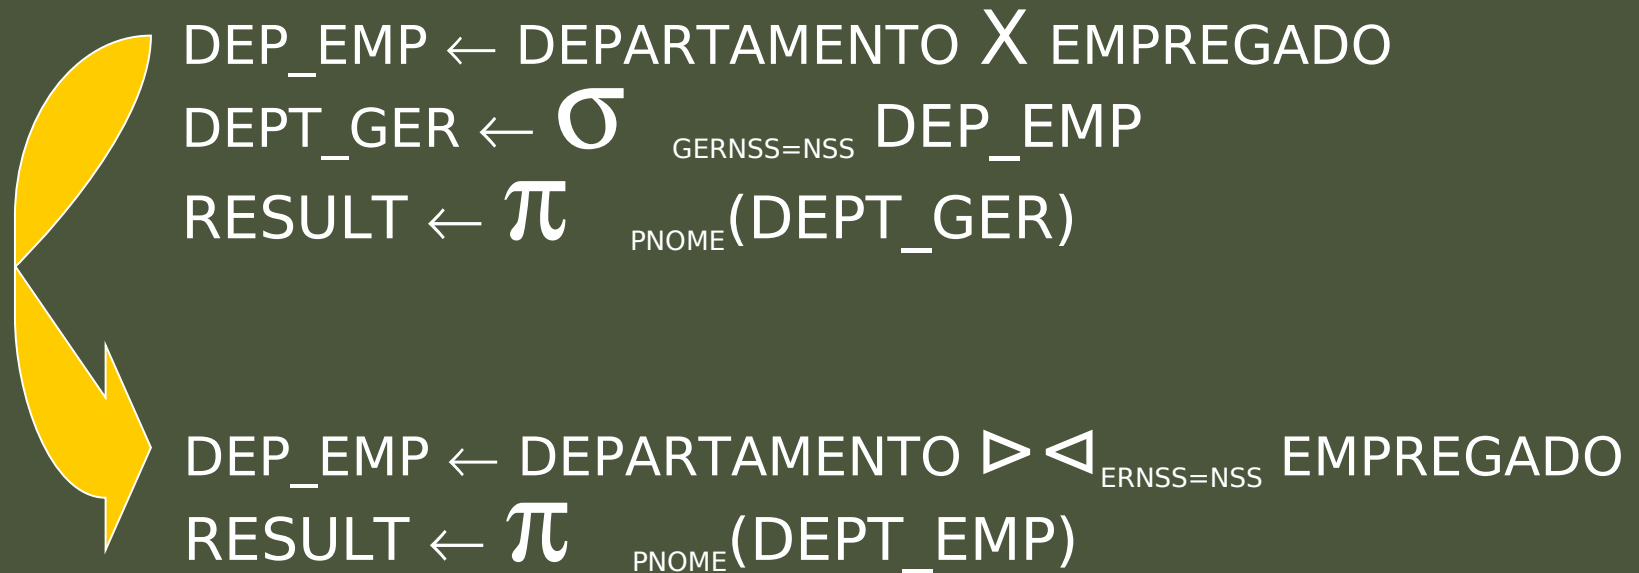 DEP_EMP ← DEPARTAMENTO X EMPREGADO
DEPT_GER ← σ GERNSS=NSS DEP_EMP
RESULT ← π PNOME(DEPT_GER)
DEP_EMP ← DEPARTAMENTO ⊳⊲ERNSS=NSS EMPREGADO
RESULT ← π PNOME(DEPT_EMP)